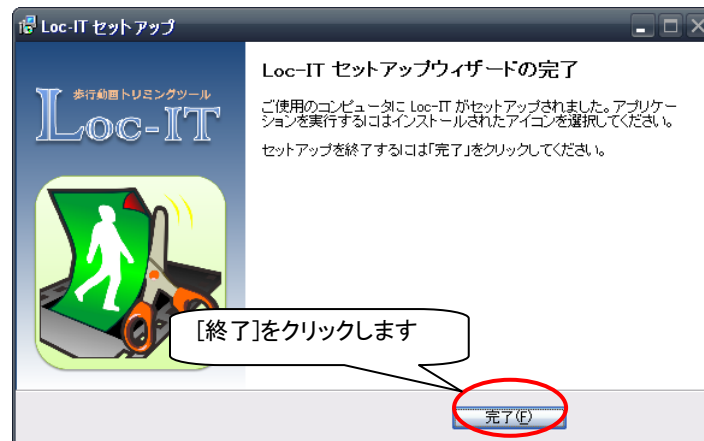 Loc-IT セットアップ
歩行動画トリミングツール
Loc-IT
Loc-IT セットアップウィザードの完了
ご使用のコンピュータに Loc-IT がセットアップされました。アプリケー
ションを実行するにはインストールされたアイコンを選択してください。
セットアップを終了するには「完了」をクリックしてください。
[終了]をクリックします
完了(F)